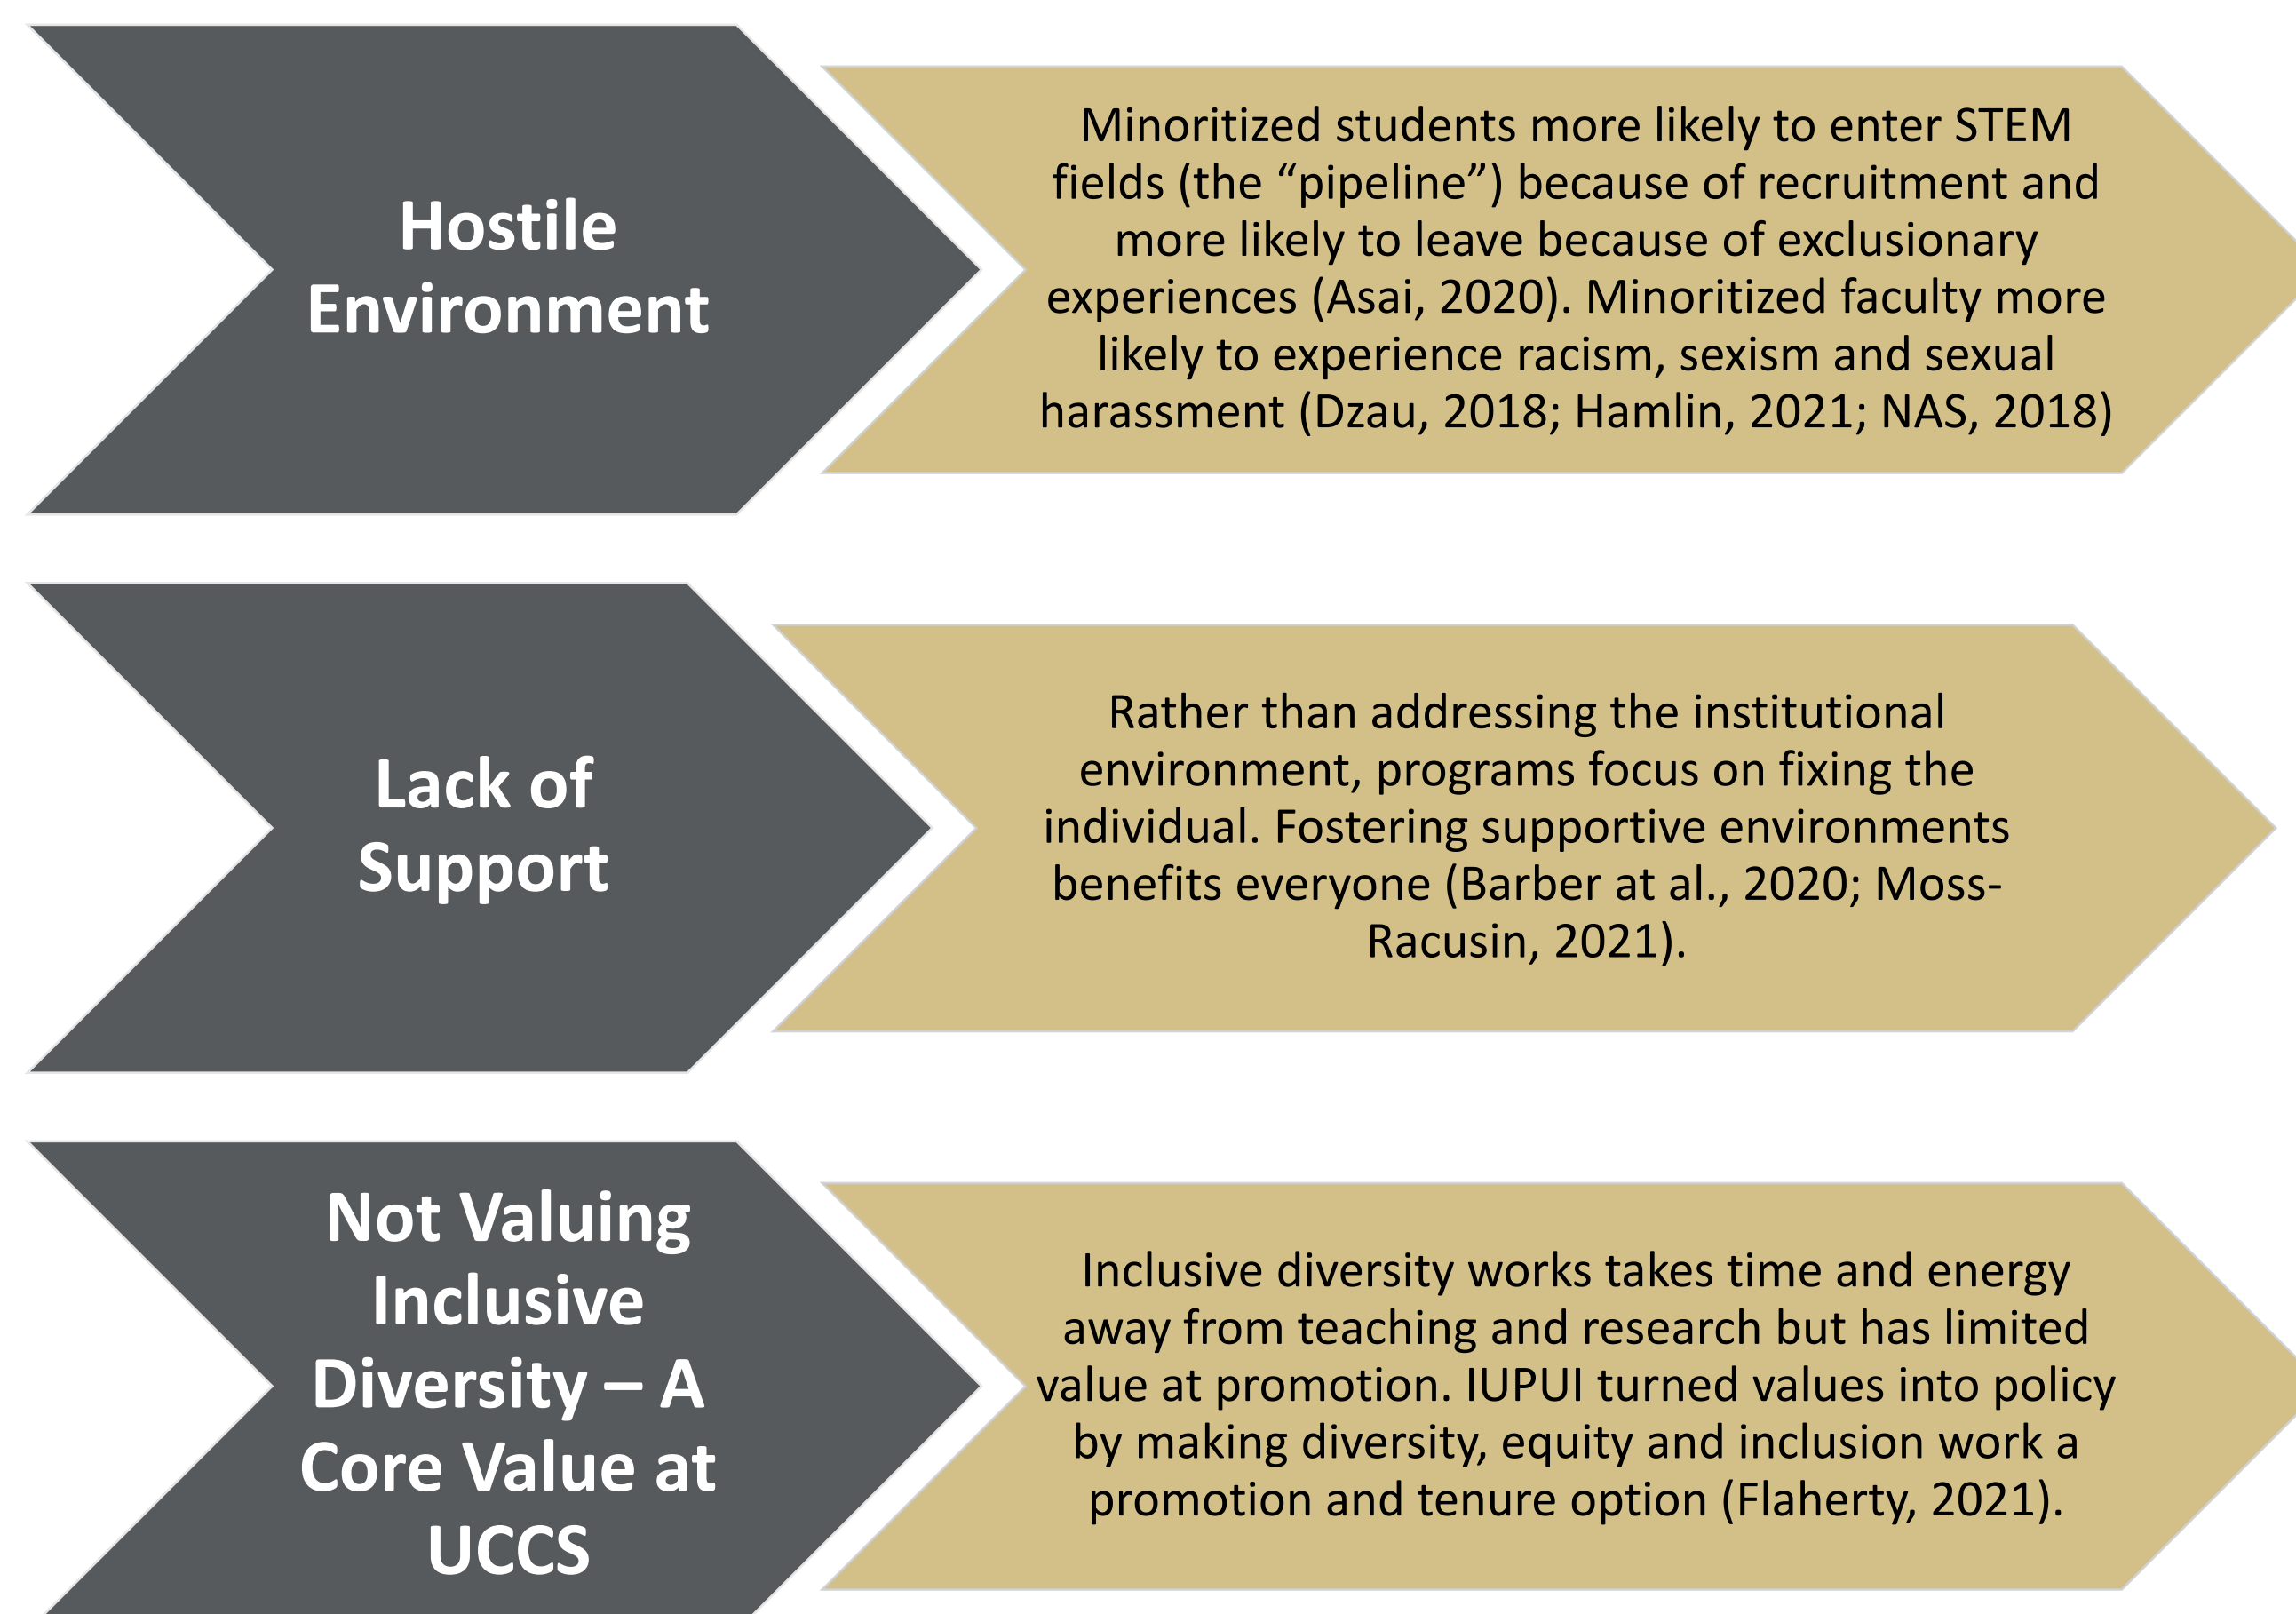 Hostile
Environment
Minoritized students more likely to enter STEM
fields (the “pipeline”) because of recruitment and
more likely to leave because of exclusionary
experiences (Asai, 2020). Minoritized faculty more
likely to experience racism, sexism and sexual
harassment (Dzau, 2018; Hamlin, 2021; NAS, 2018)
Lack of
Support
Rather than addressing the institutional
environment, programs focus on fixing the
individual. Fostering supportive environments
benefits everyone (Barber at al., 2020; Moss-
Racusin, 2021).
Not Valuing
Inclusive
Diversity – A
Core Value at
UCCS
Inclusive diversity works takes time and energy
away from teaching and research but has limited
value at promotion. IUPUI turned values into policy
by making diversity, equity and inclusion work a
promotion and tenure option (Flaherty, 2021).